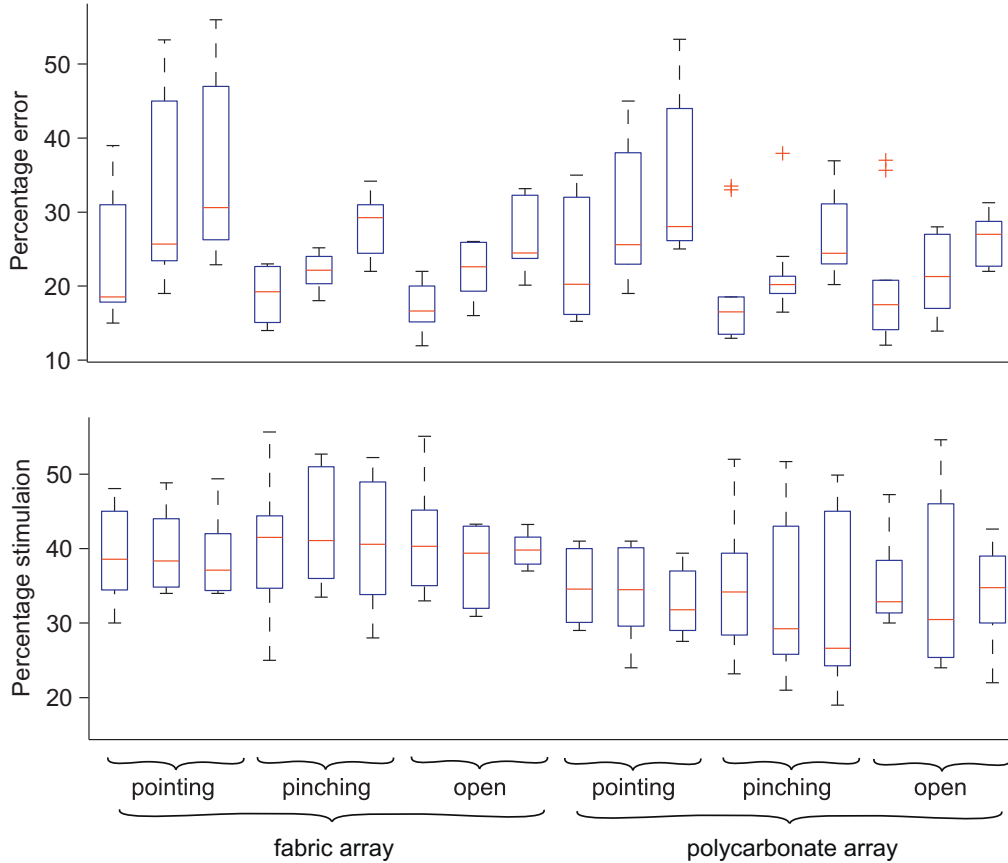 Percentage error
50
40
30
20
10
Percentage stimulaion
50
40
30
20
pointing pinching open pointing pinching open
fabric array polycarbonate array